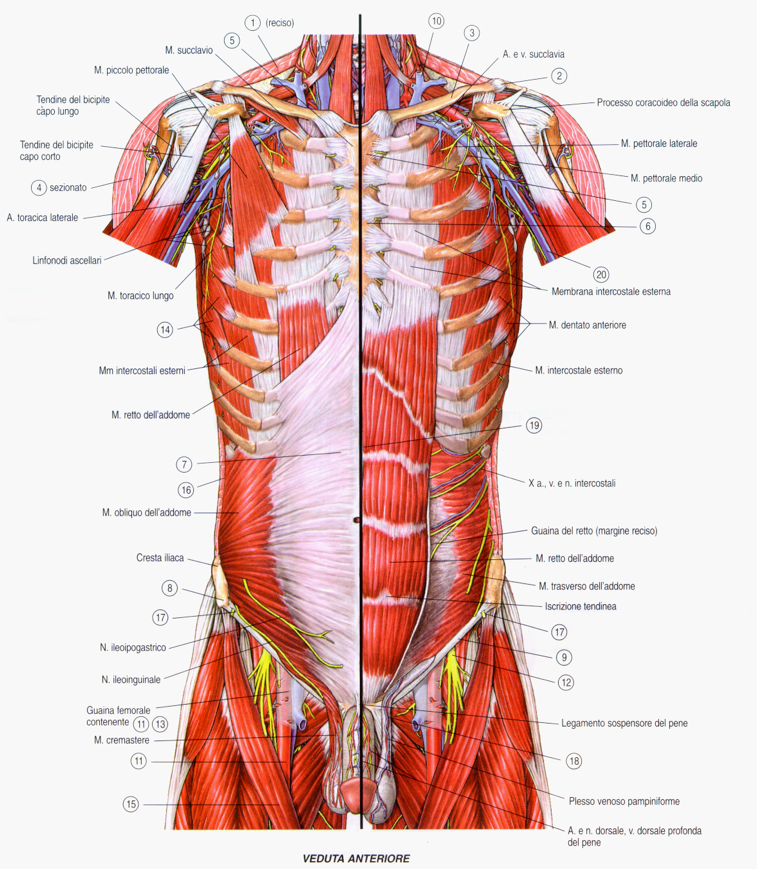 1 (reciso)
5
M. succlavio
M. piccolo pettorale
Tendine del bicipite
capo lungo
Tendine del bicipite
capo corto
4 sezionato
A. toracica laterale
Linfonodi ascellari
M. toracico lungo
14
Mm intercostali esterni
M. retto dell'addome
7
16
M. obliquo dell'addome
Cresta iliaca
8
17
N. ileoipogastrico
N. ileoinguinale
Guaina femorale
contenente 11 13
M. cremastere
11
15
10
3
A. e v. succlavia
2
Processo coracoideo della scapola
M. pettorale laterale
M. pettorale medio
5
6
20
Membrana intercostale esterna
M. dentato anteriore
M. intercostale esterno
19
X a., v. e n. intercostali
Guaina del retto (margine reciso)
M. retto dell'addome
M. trasverso dell'addome
Iscrizione tendinea
17
9
12
Legamento sospensore del pene
18
Plesso venoso pampiniforme
A. e n. dorsale, v. dorsale profonda
del pene
VEDUTA ANTERIORE